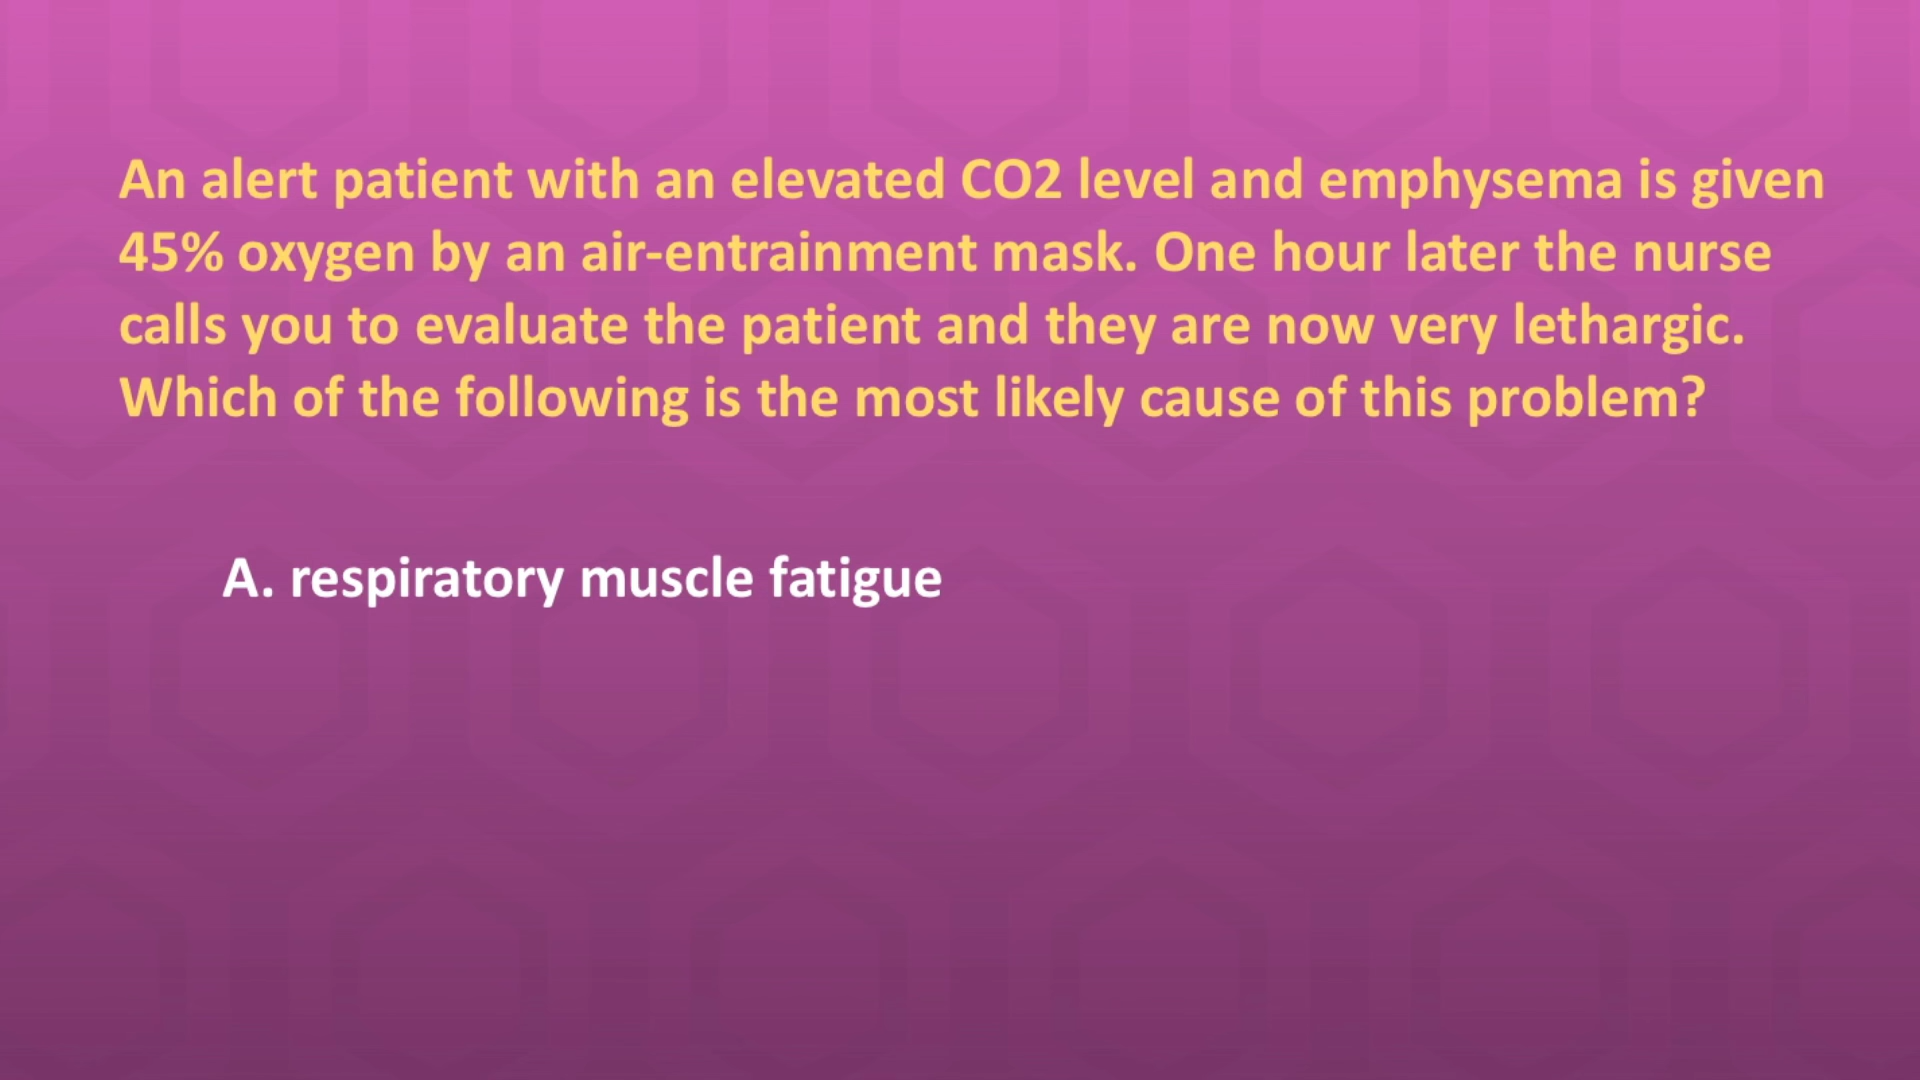 An alert patient with an elevated CO2 level and emphysema is given
45% oxygen by an air-entrainment mask. One hour later the nurse
calls you to evaluate the patient and they are now very lethargic.
Which of the following is the most likely cause of this problem?
A. respiratory muscle fatigue